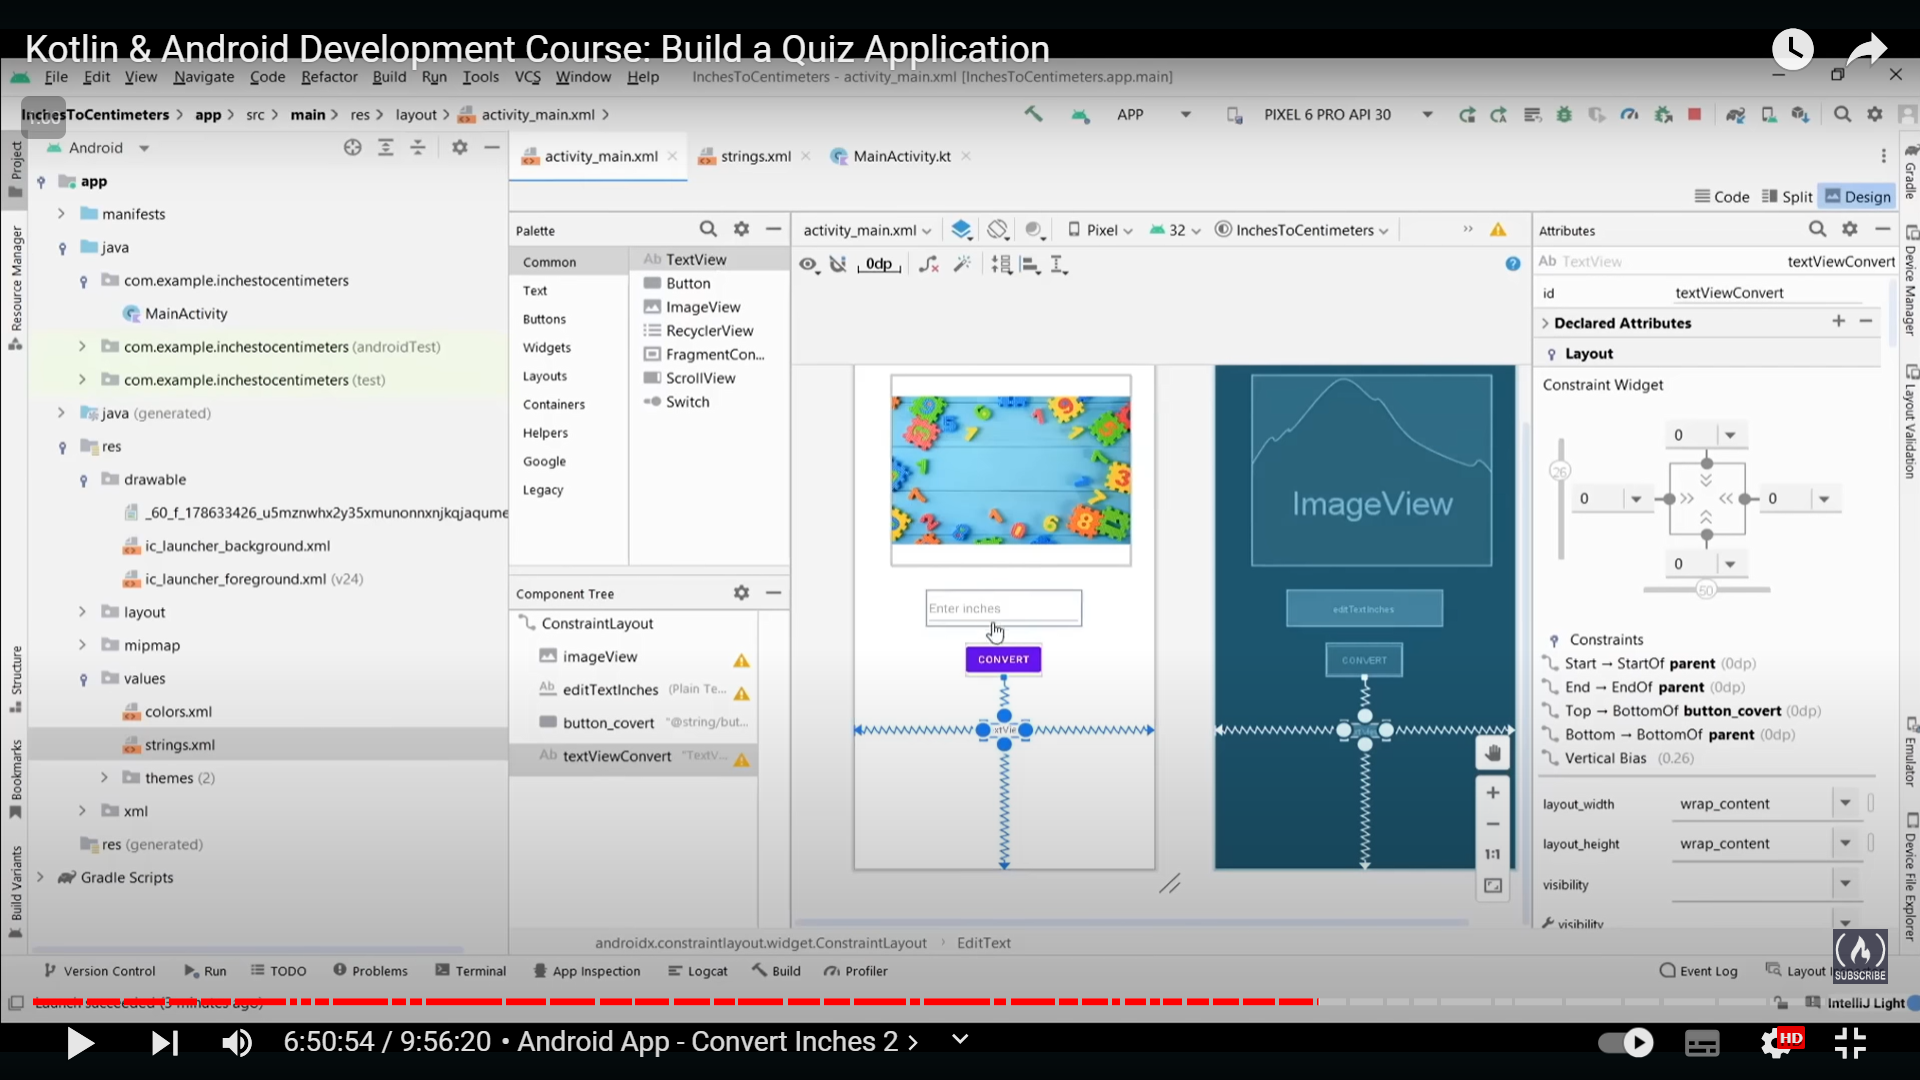 Kotlin & Android Development Course: Build a Quiz Application
File Edit View Navigate Code Refactor Build Run Tools VCS Window Help InchesToCentimeters - activity_main.xml [InchesToCentimeters.app.main]
InchesToCentimeters app src main res layout activity_main.xml
APP PIXEL 6 PRO API 30
Project
Android
activity_main.xml strings.xml MainActivity.kt
Gradle
app
Code Split Design
manifests
java
com.example.inchestocentimeters
MainActivity
com.example.inchestocentimeters (androidTest)
com.example.inchestocentimeters (test)
java (generated)
res
drawable
_60_f_178633426_u5mznwhx2y35xmunonnxnjkqjaqume
ic_launcher_background.xml
ic_launcher_foreground.xml (v24)
layout
mipmap
values
colors.xml
strings.xml
themes (2)
xml
res (generated)
Gradle Scripts
Resource Manager
Structure
Bookmarks
Build Variants
Palette
Common
Text
Buttons
Widgets
Layouts
Containers
Helpers
Google
Legacy
Ab TextView
Button
ImageView
RecyclerView
FragmentCon...
ScrollView
Switch
Component Tree
ConstraintLayout
imageView
Ab editTextInches (Plain Te...
button_covert "@string/but...
Ab textViewConvert "TextV...
activity_main.xml Pixel 32 InchesToCentimeters
0dp
Enter inches
CONVERT
xtVie
ImageView
editTextInches
CONVERT
1:1
androidx.constraintlayout.widget.ConstraintLayout EditText
Attributes
Ab TextView textViewConvert
id textViewConvert
Declared Attributes
Layout
Constraint Widget
0
26
0 0
0
50
Constraints
Start → StartOf parent (0dp)
End → EndOf parent (0dp)
Top → BottomOf button_covert (0dp)
Bottom → BottomOf parent (0dp)
Vertical Bias (0.26)
layout_width wrap_content
layout_height wrap_content
visibility
visibility
Device Manager
Layout Validation
Emulator
Device File Explorer
SUBSCRIBE
Version Control Run TODO Problems Terminal App Inspection Logcat Build Profiler Event Log Layout
Launch succeeded (3 minutes ago)
IntelliJ Light
6:50:54 / 9:56:20 • Android App - Convert Inches 2
HD